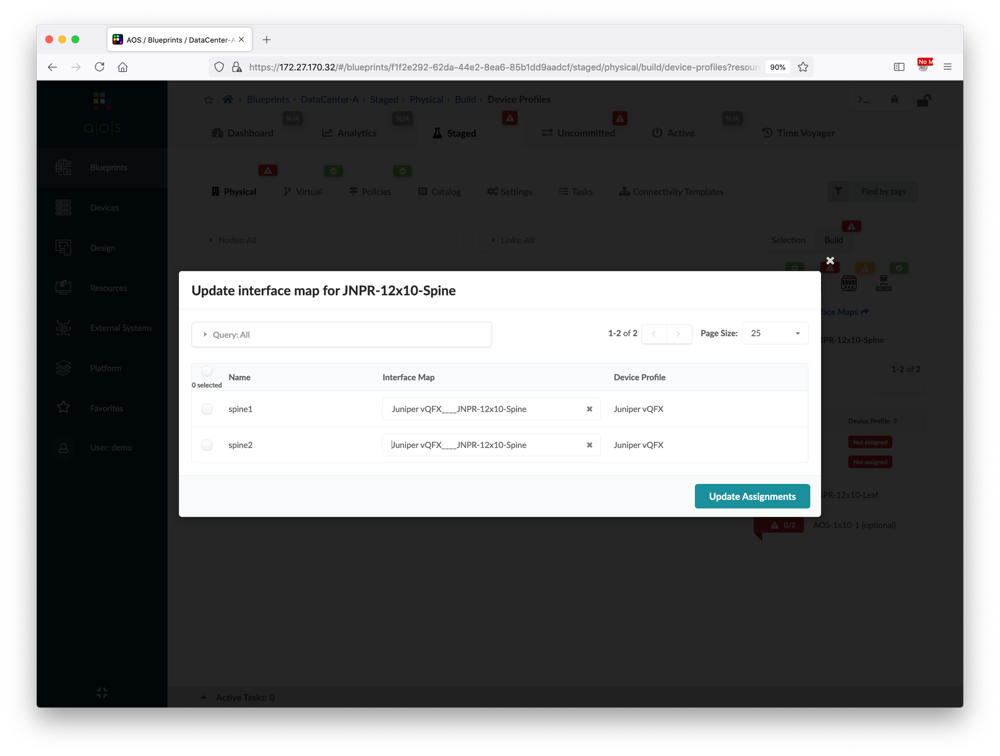 AOS / Blueprints / DataCenter-A
https://172.27.170.32/#/blueprints/f1f2e292-62da-44e2-8ea6-85b1dd9aadcf/staged/physical/build/device-profiles?resour
90%
No M
a|o|s
Blueprints
DataCenter-A
Staged
Physical
Build
Device Profiles
N/A
N/A
N/A
Dashboard
Analytics
Staged
Uncommitted
Active
Time Voyager
Blueprints
Devices
Design
Resources
External Systems
Platform
Favorites
User: demo
Physical
Virtual
Policies
Catalog
Settings
Tasks
Connectivity Templates
Find by tags
Nodes: All
Links: All
Selection
Build
Update interface map for JNPR-12x10-Spine
Query: All
1-2 of 2
Page Size:
25
0 selected
Name
Interface Map
Device Profile
spine1
Juniper vQFX____JNPR-12x10-Spine
Juniper vQFX
spine2
Juniper vQFX____JNPR-12x10-Spine
Juniper vQFX
Update Assignments
ace Maps
PR-12x10-Spine
1-2 of 2
Device Profile
Not assigned
Not assigned
PR-12x10-Leaf
0/2
AOS-1x10-1 (optional)
Active Tasks: 0